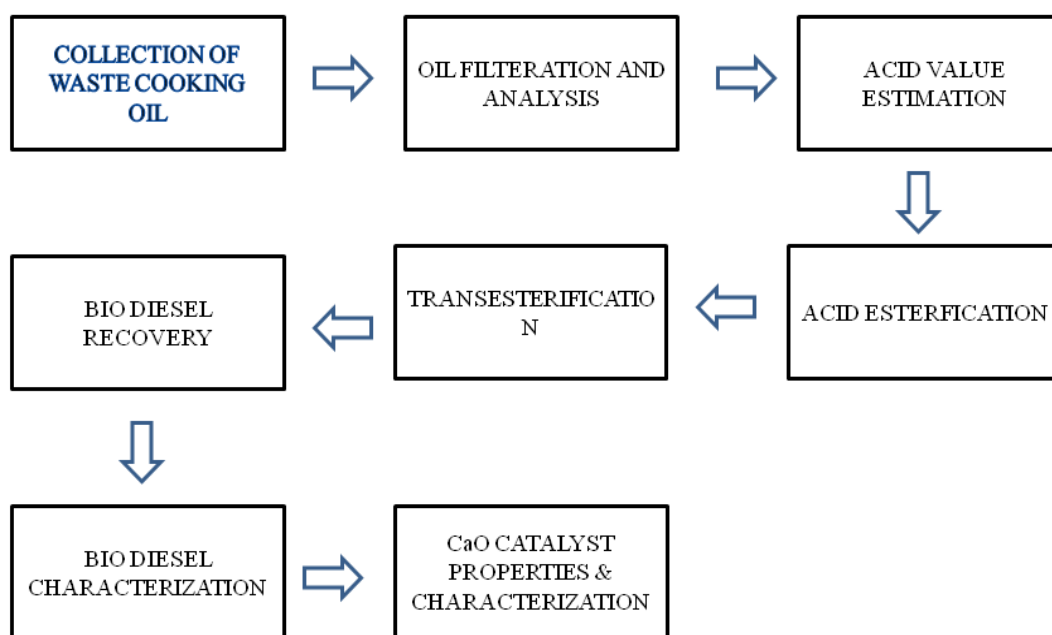 COLLECTION OF
WASTE COOKING
OIL
OIL FILTERATION AND
ANALYSIS
ACID VALUE
ESTIMATION
ACID ESTERFICATION
TRANSESTERIFICATIO
N
BIO DIESEL
RECOVERY
BIO DIESEL
CHARACTERIZATION
CaO CATALYST
PROPERTIES &
CHARACTERIZATION